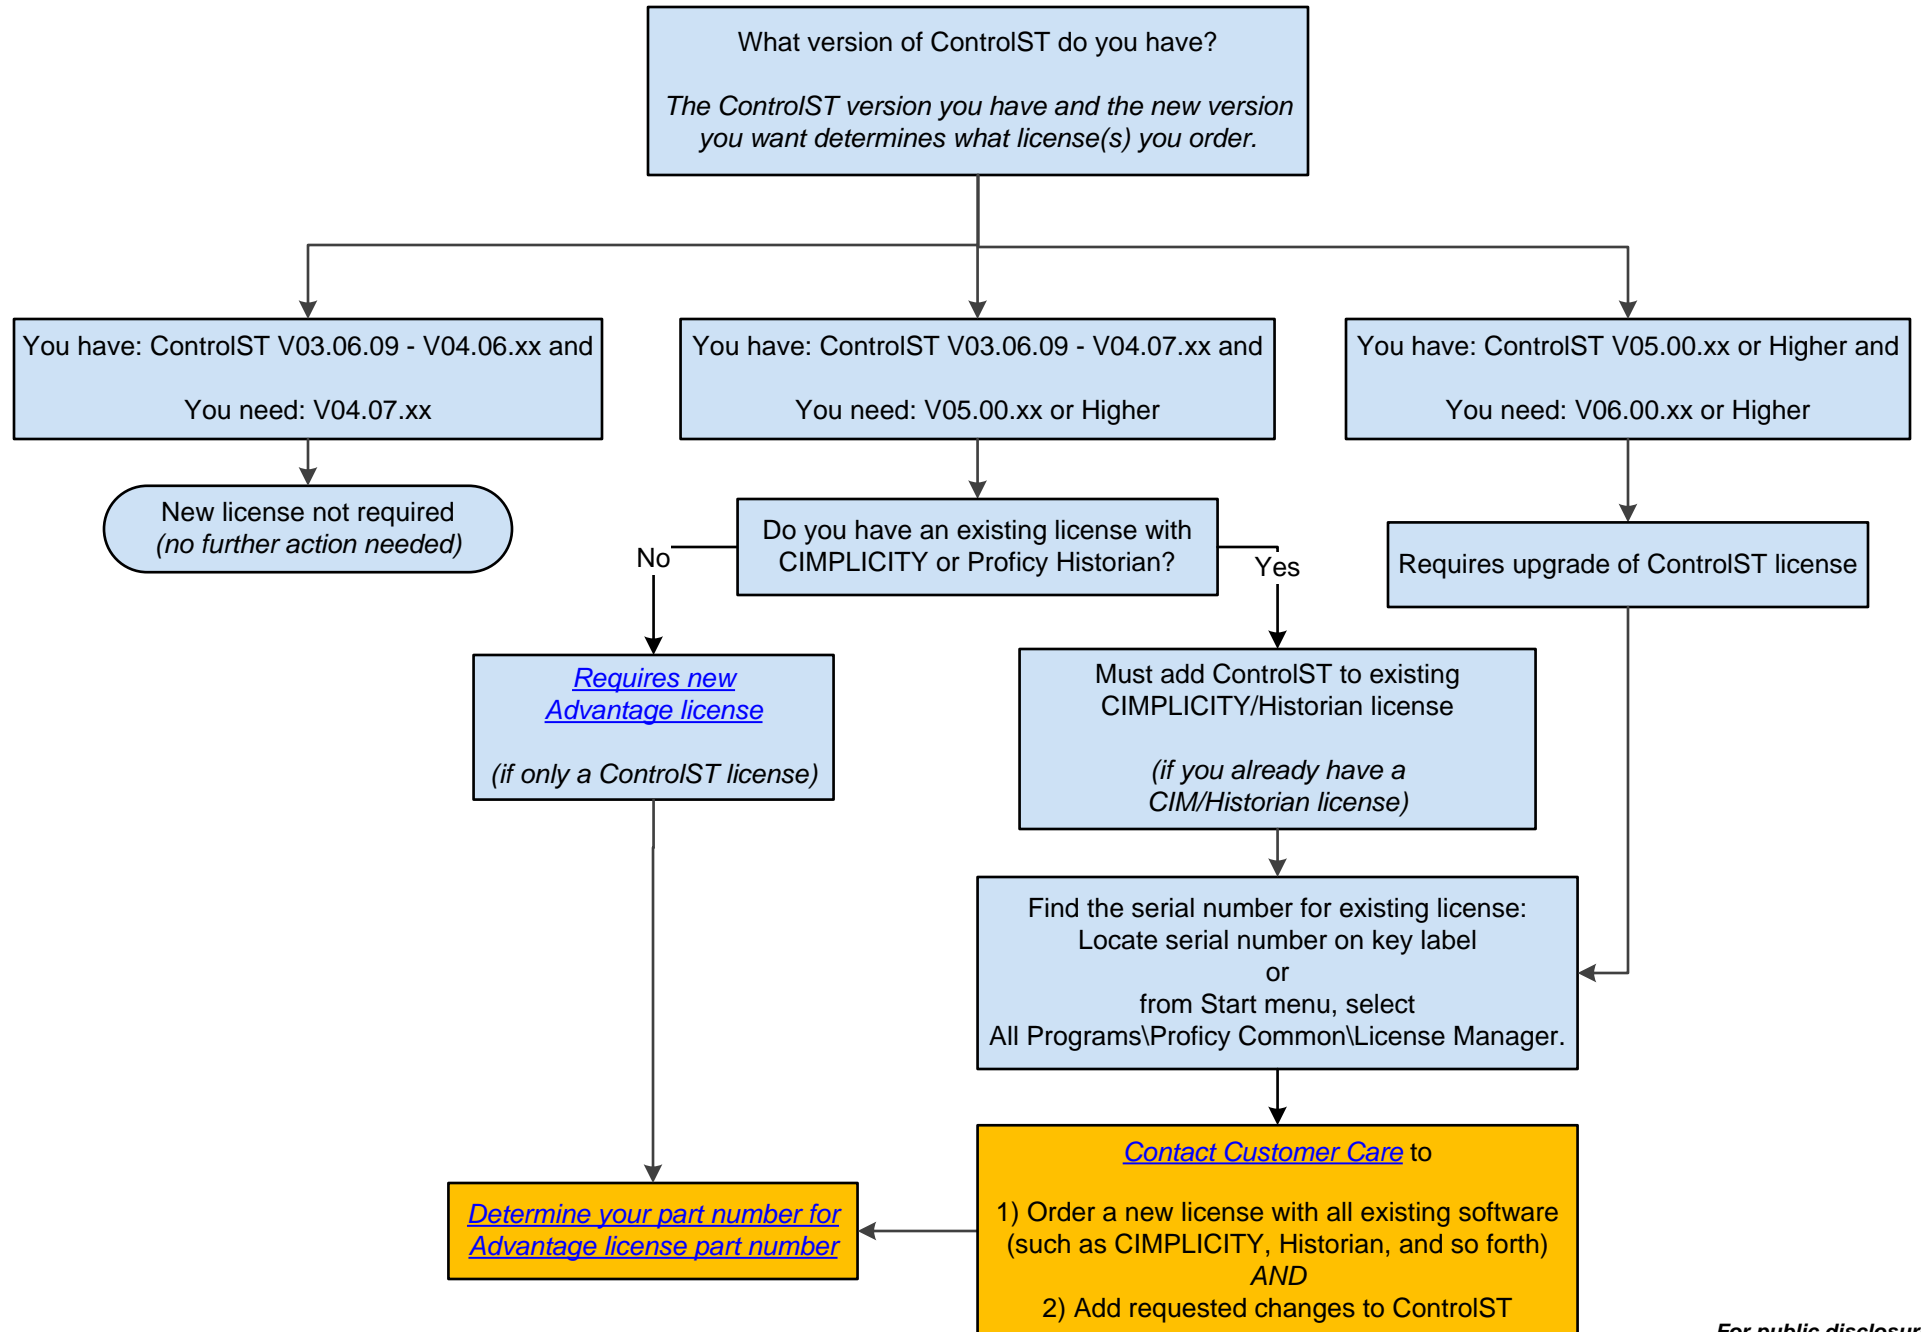 What version of ControlST do you have?
The ControlST version you have and the new version
you want determines what license(s) you order.
You have: ControlST V03.06.09 - V04.06.xx and
You need: V04.07.xx
You have: ControlST V03.06.09 - V04.07.xx and
You need: V05.00.xx or Higher
You have: ControlST V05.00.xx or Higher and
You need: V06.00.xx or Higher
New license not required
(no further action needed)
Do you have an existing license with
CIMPLICITY or Proficy Historian?
No
Yes
Requires upgrade of ControlST license
Requires new
Advantage license
(if only a ControlST license)
Must add ControlST to existing
CIMPLICITY/Historian license
(if you already have a
CIM/Historian license)
Find the serial number for existing license:
Locate serial number on key label
or
from Start menu, select
All Programs\Proficy Common\License Manager.
Contact Customer Care to
1) Order a new license with all existing software
(such as CIMPLICITY, Historian, and so forth)
AND
2) Add requested changes to ControlST
Determine your part number for
Advantage license part number
For public